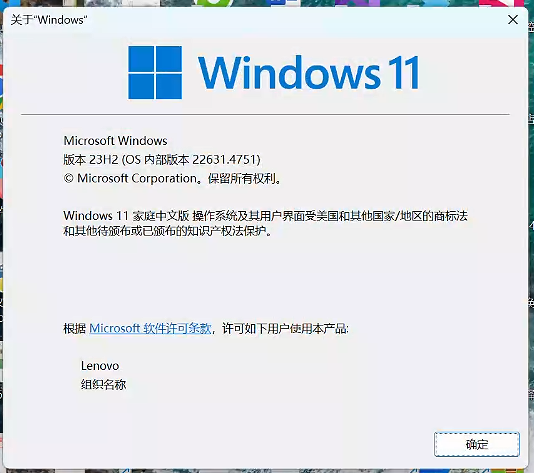 关于"Windows"
Windows 11
Microsoft Windows
版本 23H2 (OS 内部版本 22631.4751)
© Microsoft Corporation。保留所有权利。
Windows 11 家庭中文版 操作系统及其用户界面受美国和其他国家/地区的商标法
和其他待颁布或已颁布的知识产权法保护。
根据 Microsoft 软件许可条款，许可如下用户使用本产品:
Lenovo
组织名称
确定